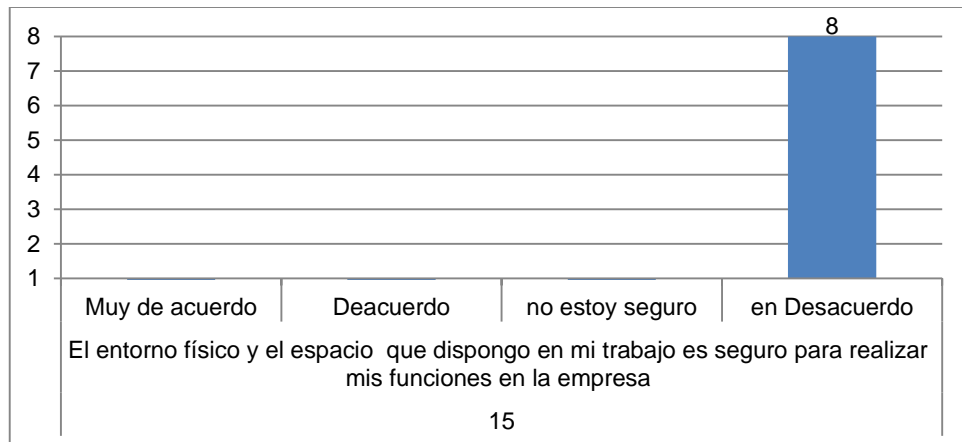 8
8
7
6
5
4
3
2
1
Muy de acuerdo
Deacuerdo
no estoy seguro
en Desacuerdo
El entorno físico y el espacio  que dispongo en mi trabajo es seguro para realizar
mis funciones en la empresa
15